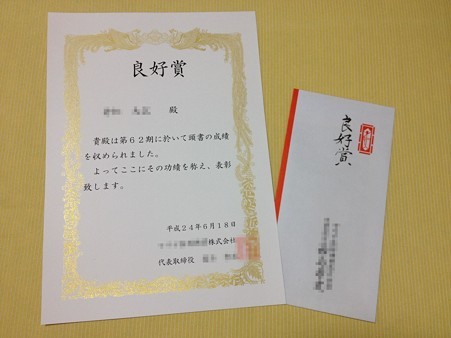 良好賞
殿
貴殿は第62期に於いて頭書の成績
を収められました。
よってここにその功績を称え、表彰
致します。
平成24年6月18日
株式会社
代表取締役
良好賞